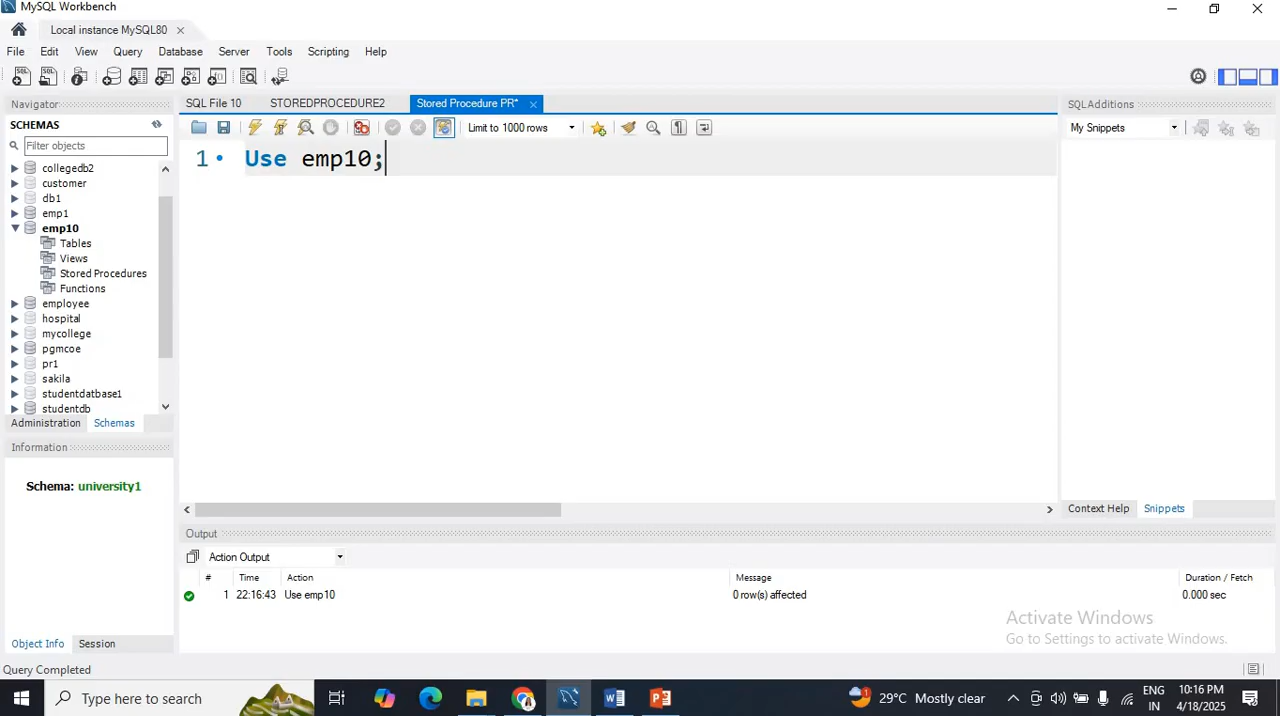 MySQL Workbench
Local instance MySQL80
File Edit View Query Database Server Tools Scripting Help
Navigator
SCHEMAS
Filter objects
collegedb2
customer
db1
emp1
emp10
Tables
Views
Stored Procedures
Functions
employee
hospital
mycollege
pgmcoe
pr1
sakila
studentdatbase1
studentdb
Administration Schemas
Information
Schema: university1
Object Info Session
SQL File 10 STOREDPROCEDURE2 Stored Procedure PR*
Limit to 1000 rows
1 Use emp10;
SQLAdditions
My Snippets
Context Help Snippets
Output
Action Output
# Time Action Message Duration / Fetch
1 22:16:43 Use emp10 0 row(s) affected 0.000 sec
Activate Windows
Go to Settings to activate Windows.
Query Completed
Type here to search
29°C Mostly clear
ENG
IN
10:16 PM
4/18/2025